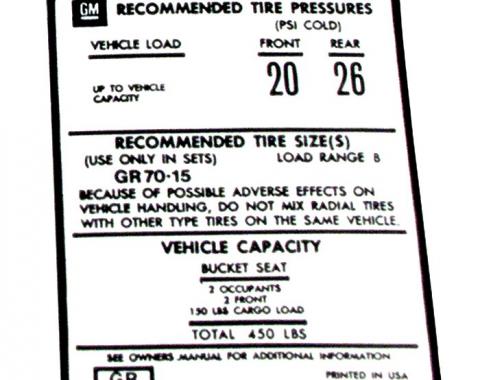 GM RECOMMENDED TIRE PRESSURES
(PSI COLD)
VEHICLE LOAD FRONT REAR
UP TO VEHICLE CAPACITY 20 26
RECOMMENDED TIRE SIZE(S)
(USE ONLY IN SETS) LOAD RANGE B
GR70-15
BECAUSE OF POSSIBLE ADVERSE EFFECTS ON
VEHICLE HANDLING, DO NOT MIX RADIAL TIRES
WITH OTHER TYPE TIRES ON THE SAME VEHICLE.
VEHICLE CAPACITY
BUCKET SEAT
2 OCCUPANTS
2 FRONT
150 LBS CARGO LOAD
TOTAL 450 LBS
SEE OWNERS MANUAL FOR ADDITIONAL INFORMATION
GR PRINTED IN USA